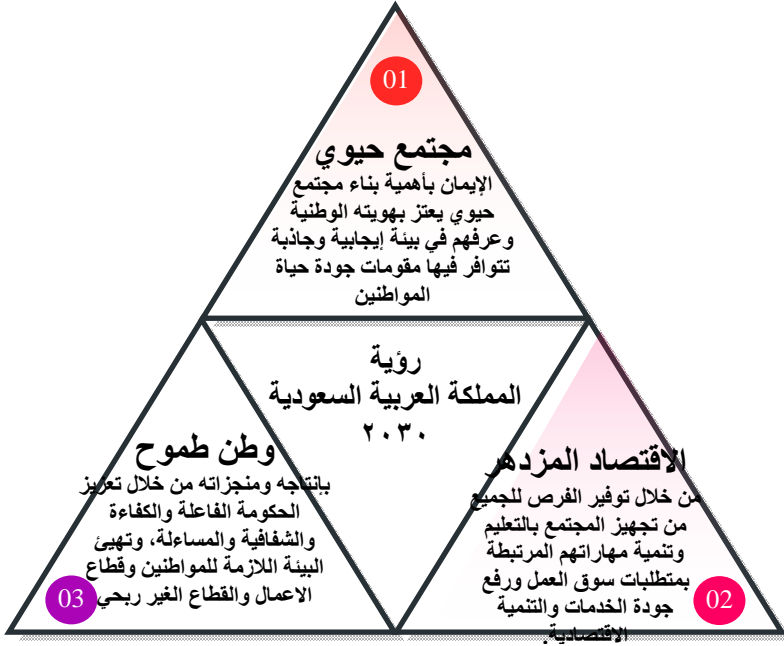 01
مجتمع حيوي
الإيمان بأهمية بناء مجتمع
حيوي يعتز بهويته الوطنية
وعرفهم في بيئة إيجابية وجاذبة
تتوافر فيها مقومات جودة حياة
المواطنين
رؤية
المملكة العربية السعودية
٢٠٣٠
الاقتصاد المزدهر
من خلال توفير الفرص للجميع
من تجهيز المجتمع بالتعليم
وتنمية مهاراتهم المرتبطة
بمتطلبات سوق العمل ورفع
جودة الخدمات والتنمية
الاقتصادية.
02
وطن طموح
بإنتاجه ومنجزاته من خلال تعزيز
الحكومة الفاعلة والكفاءة
والشفافية والمساءلة، وتهيئ
البيئة اللازمة للمواطنين وقطاع
الاعمال والقطاع الغير ربحي
03